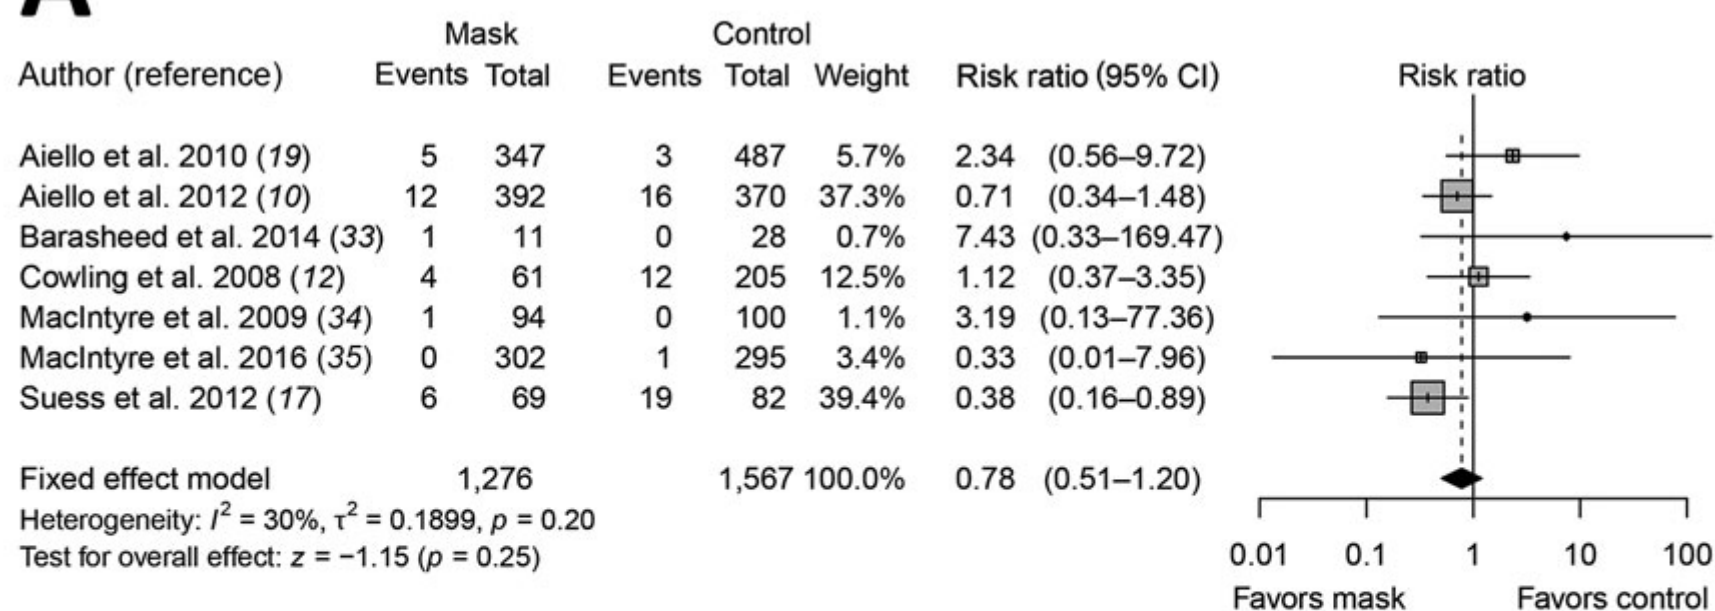 A
Mask Control
Author (reference) Events Total Events Total Weight Risk ratio (95% CI) Risk ratio
Aiello et al. 2010 (19) 5 347 3 487 5.7% 2.34 (0.56–9.72)
Aiello et al. 2012 (10) 12 392 16 370 37.3% 0.71 (0.34–1.48)
Barasheed et al. 2014 (33) 1 11 0 28 0.7% 7.43 (0.33–169.47)
Cowling et al. 2008 (12) 4 61 12 205 12.5% 1.12 (0.37–3.35)
MacIntyre et al. 2009 (34) 1 94 0 100 1.1% 3.19 (0.13–77.36)
MacIntyre et al. 2016 (35) 0 302 1 295 3.4% 0.33 (0.01–7.96)
Suess et al. 2012 (17) 6 69 19 82 39.4% 0.38 (0.16–0.89)
Fixed effect model 1,276 1,567 100.0% 0.78 (0.51–1.20)
Heterogeneity: I² = 30%, τ² = 0.1899, p = 0.20
Test for overall effect: z = −1.15 (p = 0.25)
0.01 0.1 1 10 100
Favors mask Favors control